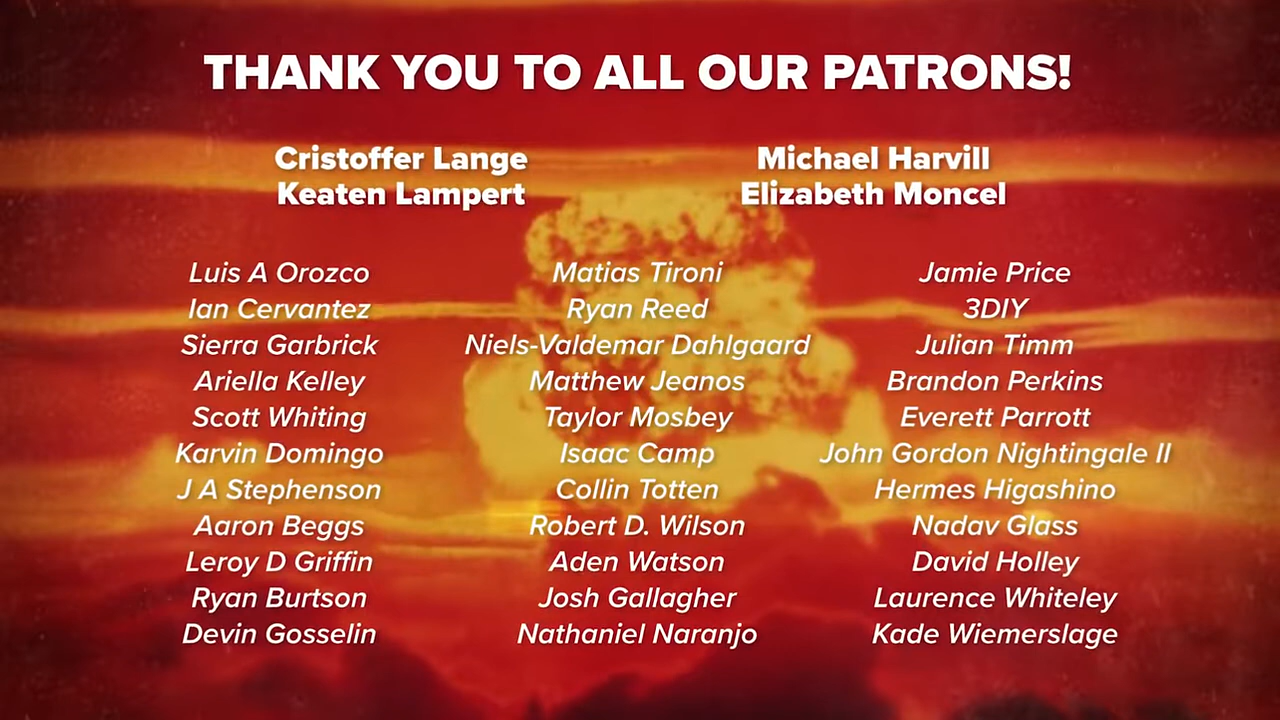 THANK YOU TO ALL OUR PATRONS!
Cristoffer Lange
Keaten Lampert
Michael Harvill
Elizabeth Moncel
Luis A Orozco
Ian Cervantez
Sierra Garbrick
Ariella Kelley
Scott Whiting
Karvin Domingo
J A Stephenson
Aaron Beggs
Leroy D Griffin
Ryan Burtson
Devin Gosselin
Matias Tironi
Ryan Reed
Niels-Valdemar Dahlgaard
Matthew Jeanos
Taylor Mosbey
Isaac Camp
Collin Totten
Robert D. Wilson
Aden Watson
Josh Gallagher
Nathaniel Naranjo
Jamie Price
3DIY
Julian Timm
Brandon Perkins
Everett Parrott
John Gordon Nightingale II
Hermes Higashino
Nadav Glass
David Holley
Laurence Whiteley
Kade Wiemerslage